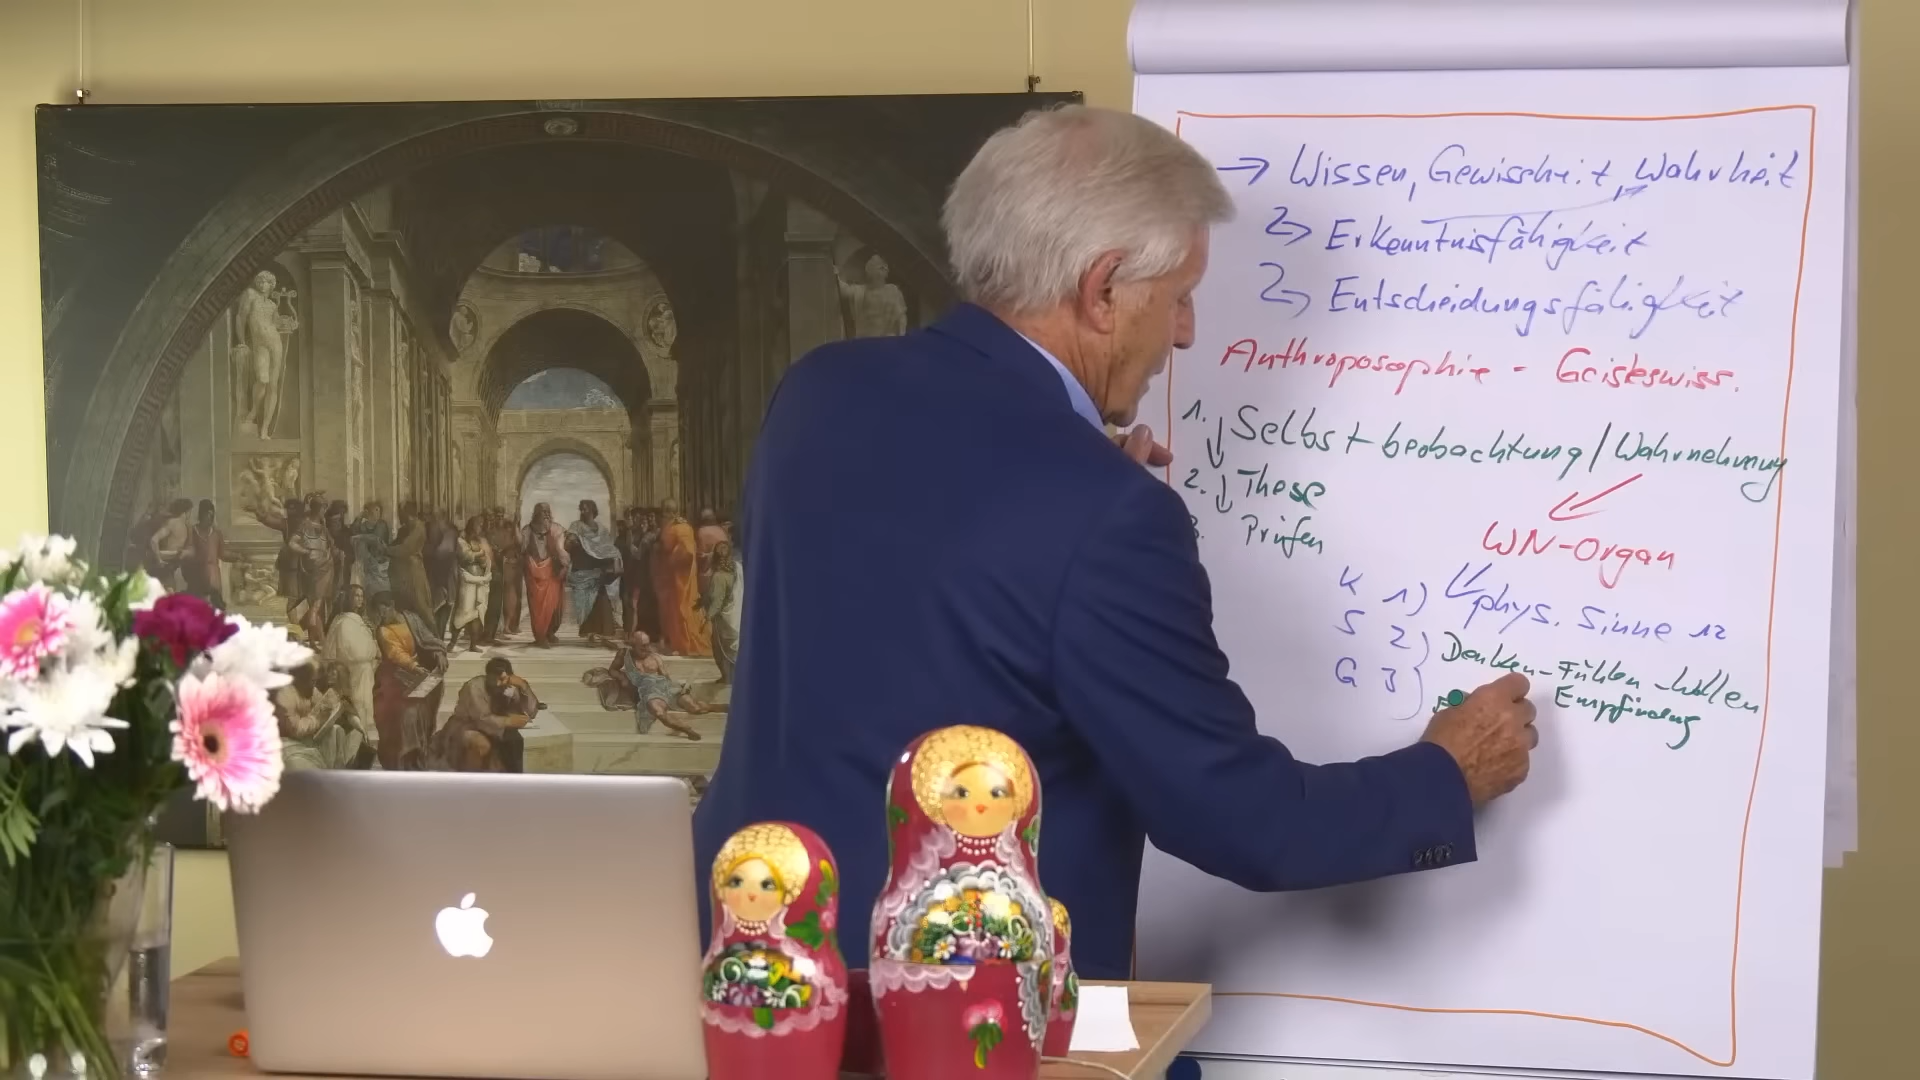 → Wissen, Gewissheit, Wahrheit
↳ Erkenntnisfähigkeit
↳ Entscheidungsfähigkeit
Anthroposophie - Geisteswiss.
1. Selbstbeobachtung / Wahrnehmung
2. These
3. Prüfen
WN-Organ
K 1) phys. Sinne 12
S 2) Denken-Fühlen-Wollen
Empfindung
G 3